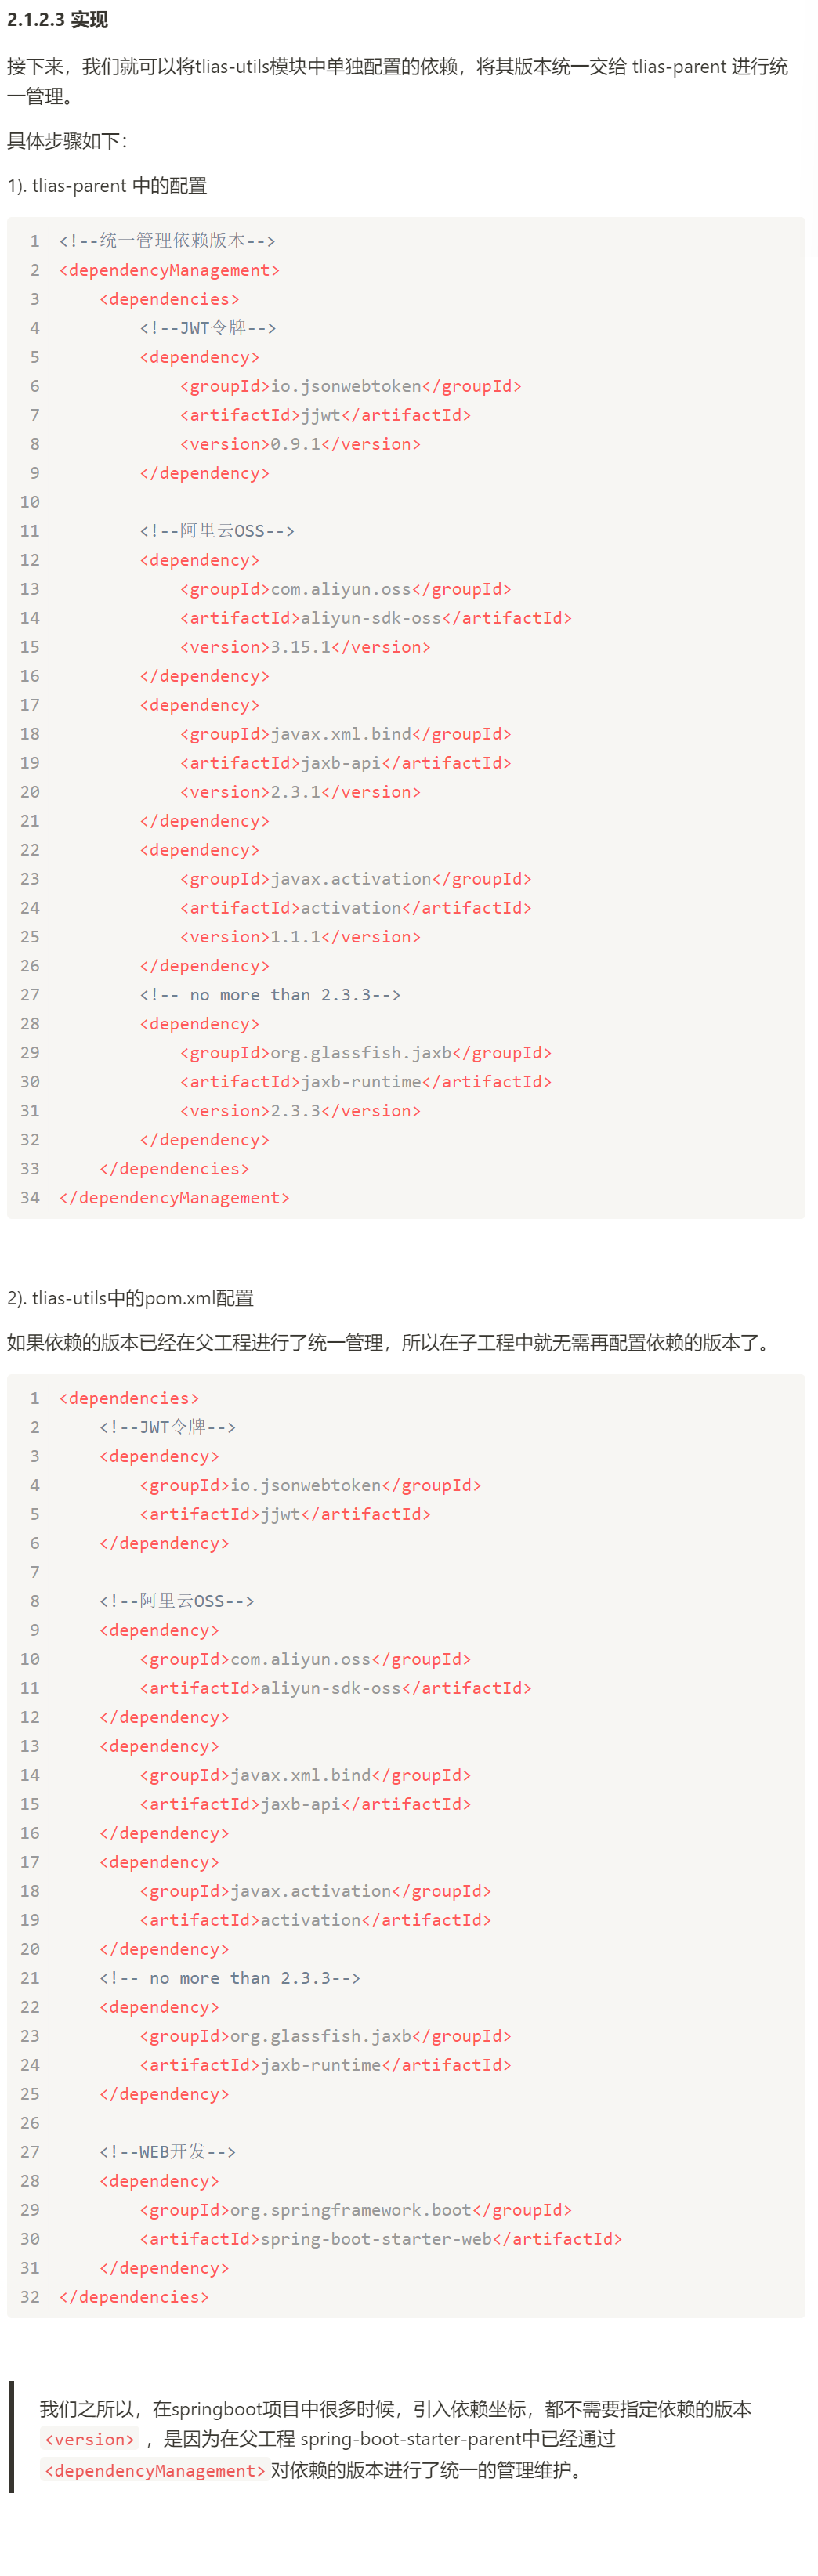 2.1.2.3 实现
接下来，我们就可以将tlias-utils模块中单独配置的依赖，将其版本统一交给 tlias-parent 进行统
一管理。
具体步骤如下：
1). tlias-parent 中的配置
1 <!--统一管理依赖版本-->
2 <dependencyManagement>
3     <dependencies>
4         <!--JWT令牌-->
5         <dependency>
6             <groupId>io.jsonwebtoken</groupId>
7             <artifactId>jjwt</artifactId>
8             <version>0.9.1</version>
9         </dependency>
10
11         <!--阿里云OSS-->
12         <dependency>
13             <groupId>com.aliyun.oss</groupId>
14             <artifactId>aliyun-sdk-oss</artifactId>
15             <version>3.15.1</version>
16         </dependency>
17         <dependency>
18             <groupId>javax.xml.bind</groupId>
19             <artifactId>jaxb-api</artifactId>
20             <version>2.3.1</version>
21         </dependency>
22         <dependency>
23             <groupId>javax.activation</groupId>
24             <artifactId>activation</artifactId>
25             <version>1.1.1</version>
26         </dependency>
27         <!-- no more than 2.3.3-->
28         <dependency>
29             <groupId>org.glassfish.jaxb</groupId>
30             <artifactId>jaxb-runtime</artifactId>
31             <version>2.3.3</version>
32         </dependency>
33     </dependencies>
34 </dependencyManagement>
2). tlias-utils中的pom.xml配置
如果依赖的版本已经在父工程进行了统一管理，所以在子工程中就无需再配置依赖的版本了。
1 <dependencies>
2     <!--JWT令牌-->
3     <dependency>
4         <groupId>io.jsonwebtoken</groupId>
5         <artifactId>jjwt</artifactId>
6     </dependency>
7
8     <!--阿里云OSS-->
9     <dependency>
10         <groupId>com.aliyun.oss</groupId>
11         <artifactId>aliyun-sdk-oss</artifactId>
12     </dependency>
13     <dependency>
14         <groupId>javax.xml.bind</groupId>
15         <artifactId>jaxb-api</artifactId>
16     </dependency>
17     <dependency>
18         <groupId>javax.activation</groupId>
19         <artifactId>activation</artifactId>
20     </dependency>
21     <!-- no more than 2.3.3-->
22     <dependency>
23         <groupId>org.glassfish.jaxb</groupId>
24         <artifactId>jaxb-runtime</artifactId>
25     </dependency>
26
27     <!--WEB开发-->
28     <dependency>
29         <groupId>org.springframework.boot</groupId>
30         <artifactId>spring-boot-starter-web</artifactId>
31     </dependency>
32 </dependencies>
我们之所以，在springboot项目中很多时候，引入依赖坐标，都不需要指定依赖的版本
<version> ，是因为在父工程 spring-boot-starter-parent中已经通过
<dependencyManagement>对依赖的版本进行了统一的管理维护。